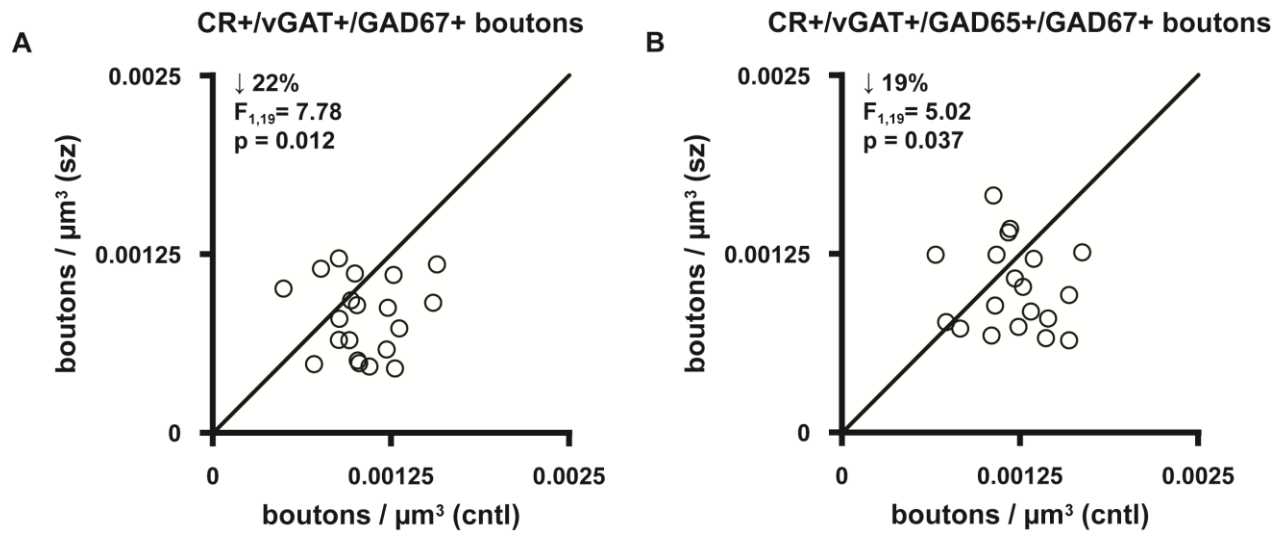 A
CR+/vGAT+/GAD67+ boutons
0.0025
↓ 22%
F₁,₁₉= 7.78
p = 0.012
boutons / µm³ (sz)
0.00125
0
0
0.00125
0.0025
boutons / µm³ (cntl)
B
CR+/vGAT+/GAD65+/GAD67+ boutons
0.0025
↓ 19%
F₁,₁₉= 5.02
p = 0.037
boutons / µm³ (sz)
0.00125
0
0
0.00125
0.0025
boutons / µm³ (cntl)